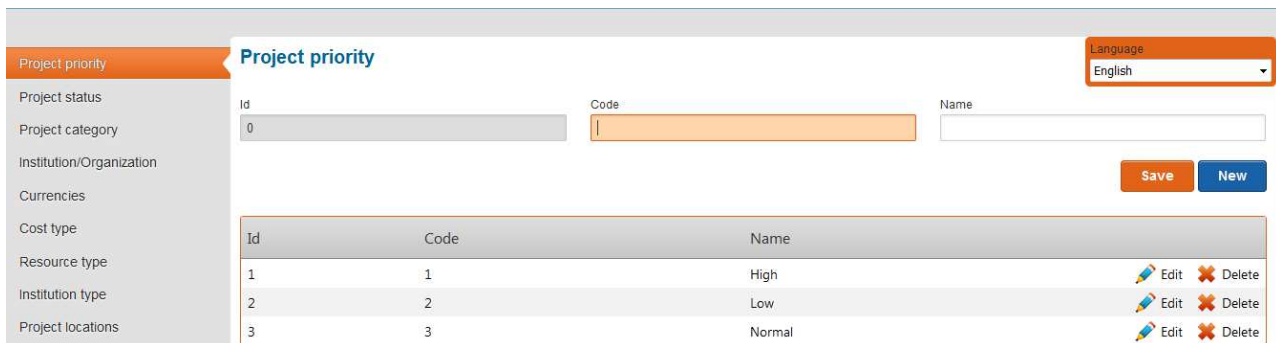 Project priority
Project status
Project category
Institution/Organization
Currencies
Cost type
Resource type
Institution type
Project locations
Project priority
Language
English
Id Code Name
0
Save New
Id Code Name
1 1 High Edit Delete
2 2 Low Edit Delete
3 3 Normal Edit Delete